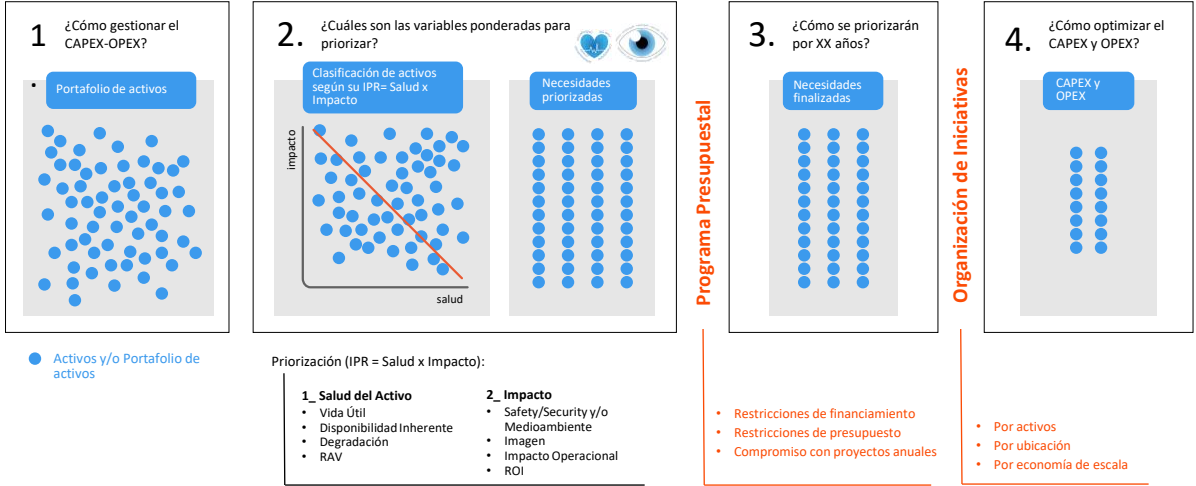 1
¿Cómo gestionar el
CAPEX-OPEX?
•
Portafolio de activos
Activos y/o Portafolio de
activos
2.
¿Cuáles son las variables ponderadas para
priorizar?
Clasificación de activos
según su IPR= Salud x
Impacto
impacto
salud
Necesidades
priorizadas
Priorización (IPR = Salud x Impacto):
1_ Salud del Activo
• Vida Útil
• Disponibilidad Inherente
• Degradación
• RAV
2_ Impacto
• Safety/Security y/o
Medioambiente
• Imagen
• Impacto Operacional
• ROI
Programa Presupuestal
• Restricciones de financiamiento
• Restricciones de presupuesto
• Compromiso con proyectos anuales
3.
¿Cómo se priorizarán
por XX años?
Necesidades
finalizadas
Organización de Iniciativas
• Por activos
• Por ubicación
• Por economía de escala
4.
¿Cómo optimizar el
CAPEX y OPEX?
CAPEX y
OPEX